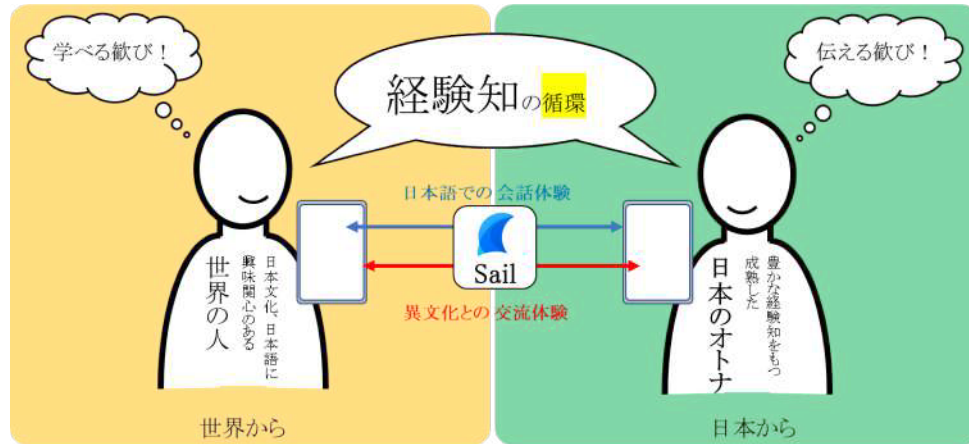 学べる歓び！
伝える歓び！
経験知の循環
日本語での会話体験
Sail
異文化との交流体験
日本文化、日本語に
興味関心のある
世界の人
豊かな経験知をもつ
成熟した
日本のオトナ
世界から
日本から